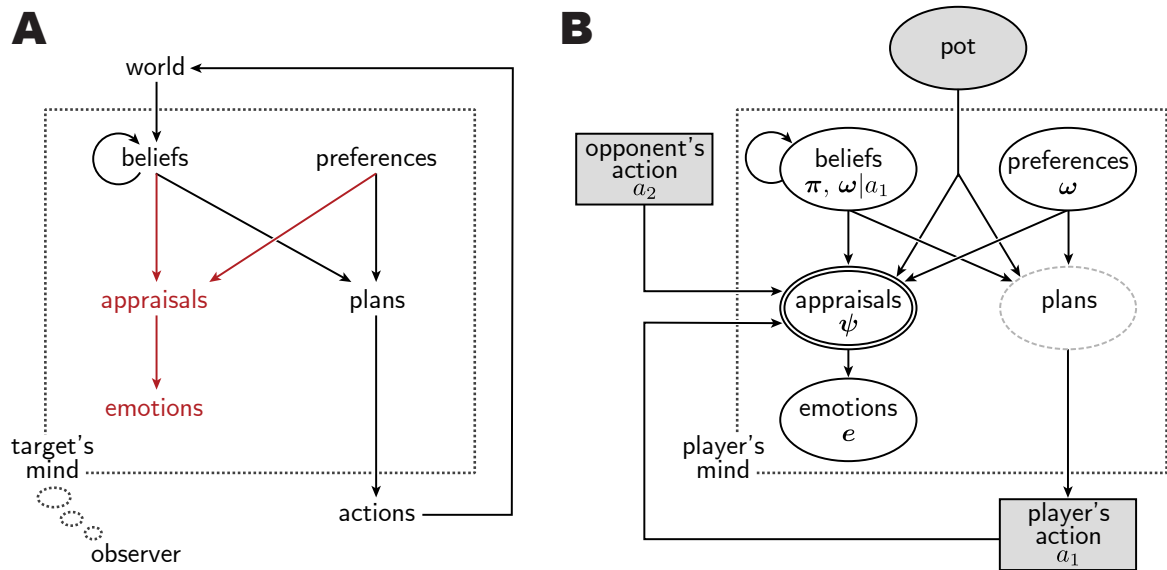 A
world
beliefs
preferences
appraisals
plans
emotions
target's
mind
actions
observer
B
pot
opponent's
action
a₂
beliefs
π, ω|a₁
preferences
ω
appraisals
ψ
plans
emotions
e
player's
mind
player's
action
a₁